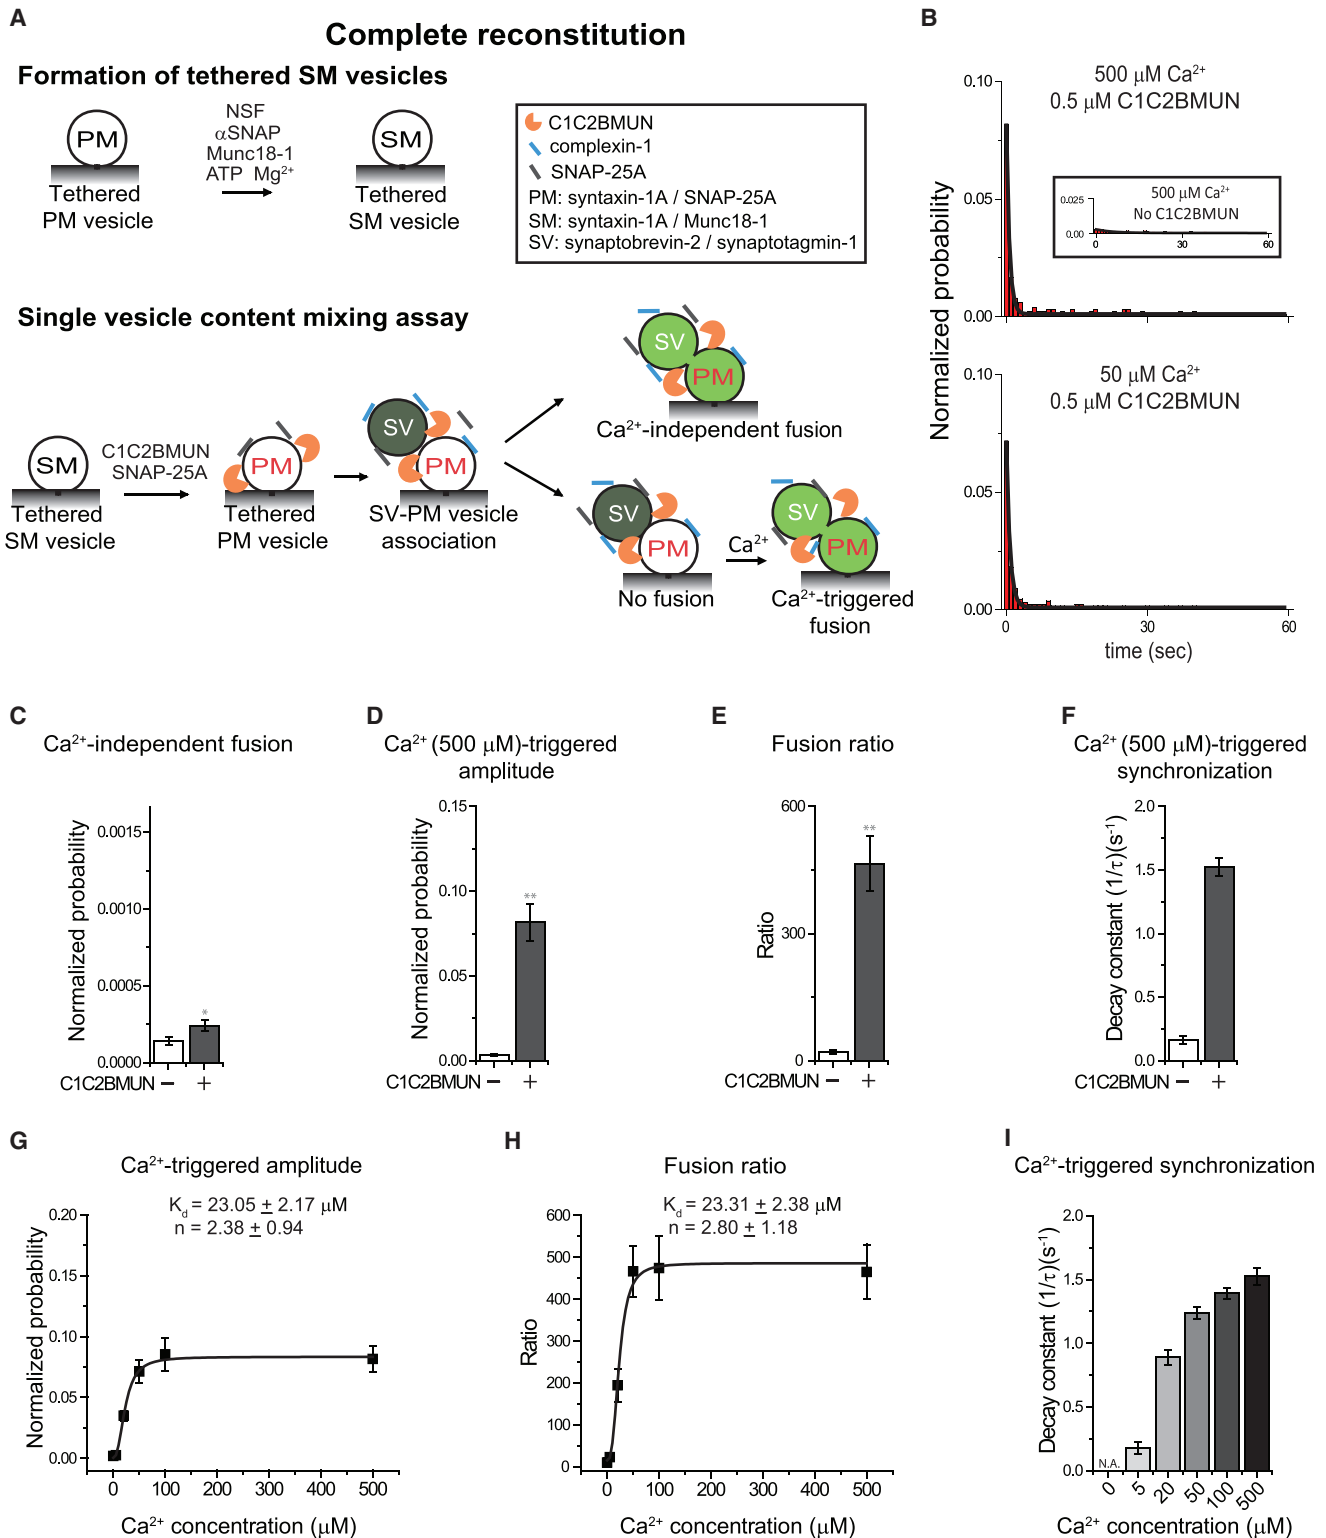 A
Complete reconstitution
Formation of tethered SM vesicles
PM
Tethered
PM vesicle
NSF
αSNAP
Munc18-1
ATP Mg²⁺
SM
Tethered
SM vesicle
C1C2BMUN
complexin-1
SNAP-25A
PM: syntaxin-1A / SNAP-25A
SM: syntaxin-1A / Munc18-1
SV: synaptobrevin-2 / synaptotagmin-1
Single vesicle content mixing assay
SM
Tethered
SM vesicle
C1C2BMUN
SNAP-25A
PM
Tethered
PM vesicle
SV
PM
SV-PM vesicle
association
SV
PM
Ca²⁺-independent fusion
SV
PM
No fusion
Ca²⁺
SV
PM
Ca²⁺-triggered
fusion
B
500 µM Ca²⁺
0.5 µM C1C2BMUN
Normalized probability
0.10
0.05
0.00
500 µM Ca²⁺
No C1C2BMUN
0.025
0.00
0
30
60
50 µM Ca²⁺
0.5 µM C1C2BMUN
0.10
0.05
0.00
0
30
60
time (sec)
C
Ca²⁺-independent fusion
Normalized probability
0.0015
0.0010
0.0005
0.0000
*
C1C2BMUN − +
D
Ca²⁺ (500 µM)-triggered
amplitude
Normalized probability
0.15
0.10
0.05
0.00
**
C1C2BMUN − +
E
Fusion ratio
Ratio
600
300
0
**
C1C2BMUN − +
F
Ca²⁺ (500 µM)-triggered
synchronization
Decay constant (1/τ)(s⁻¹)
2.0
1.5
1.0
0.5
0.0
C1C2BMUN − +
G
Ca²⁺-triggered amplitude
K_d = 23.05 ± 2.17 µM
n = 2.38 ± 0.94
Normalized probability
0.20
0.15
0.10
0.05
0.00
0 100 200 300 400 500
Ca²⁺ concentration (µM)
H
Fusion ratio
K_d = 23.31 ± 2.38 µM
n = 2.80 ± 1.18
Ratio
600
500
400
300
200
100
0
0 100 200 300 400 500
Ca²⁺ concentration (µM)
I
Ca²⁺-triggered synchronization
Decay constant (1/τ)(s⁻¹)
2.0
1.5
1.0
0.5
0.0
N.A.
0 5 20 50 100 500
Ca²⁺ concentration (µM)